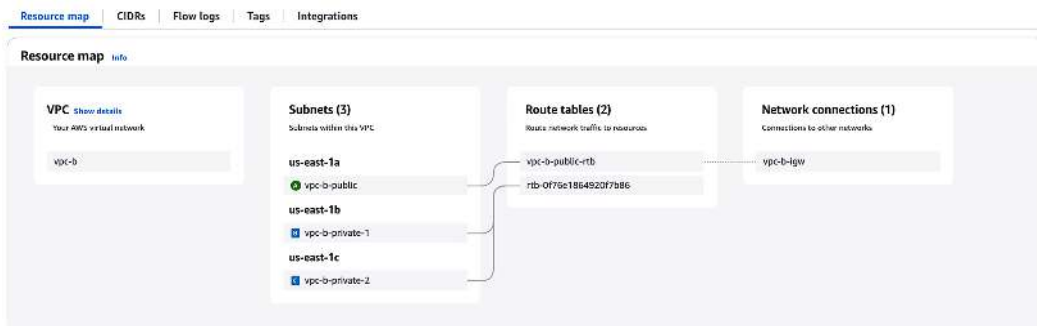 Resource map
CIDRs
Flow logs
Tags
Integrations
Resource map Info
VPC Show details
Your AWS virtual network
vpc-b
Subnets (3)
Subnets within this VPC
us-east-1a
A vpc-b-public
us-east-1b
vpc-b-private-1
us-east-1c
C vpc-b-private-2
Route tables (2)
Route network traffic to resources
vpc-b-public-rtb
rtb-0f76e1864920f7b86
Network connections (1)
Connections to other networks
vpc-b-igw